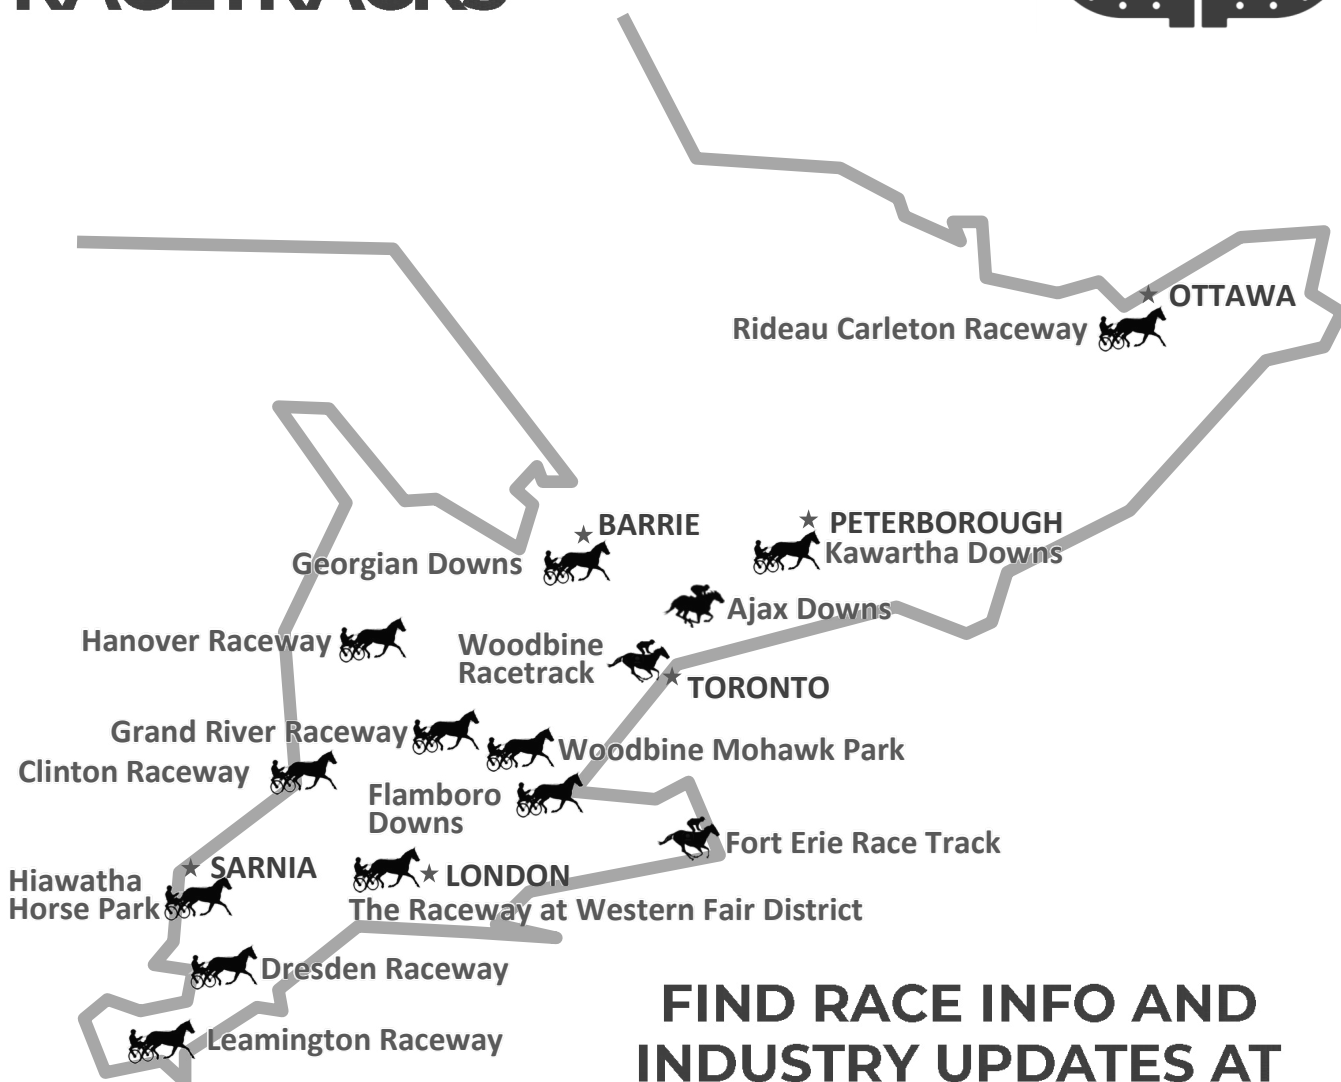 RACETRACKS
OTTAWA
Rideau Carleton Raceway
BARRIE
PETERBOROUGH
Georgian Downs
Kawartha Downs
Ajax Downs
Hanover Raceway
Woodbine
Racetrack
TORONTO
Grand River Raceway
Woodbine Mohawk Park
Clinton Raceway
Flamboro
Downs
Fort Erie Race Track
SARNIA
LONDON
Hiawatha
Horse Park
The Raceway at Western Fair District
Dresden Raceway
Leamington Raceway
FIND RACE INFO AND
INDUSTRY UPDATES AT